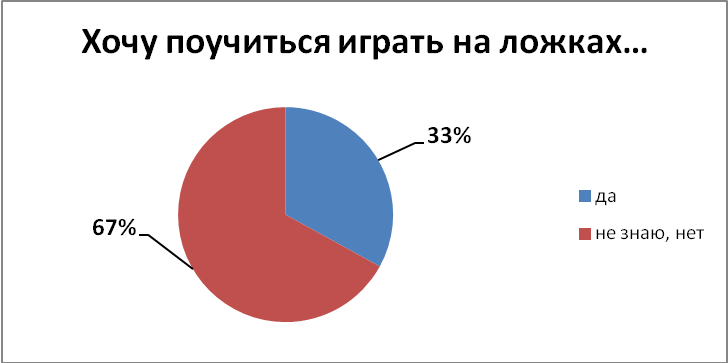 Хочу поучиться играть на ложках...
33%
67%
да
не знаю, нет